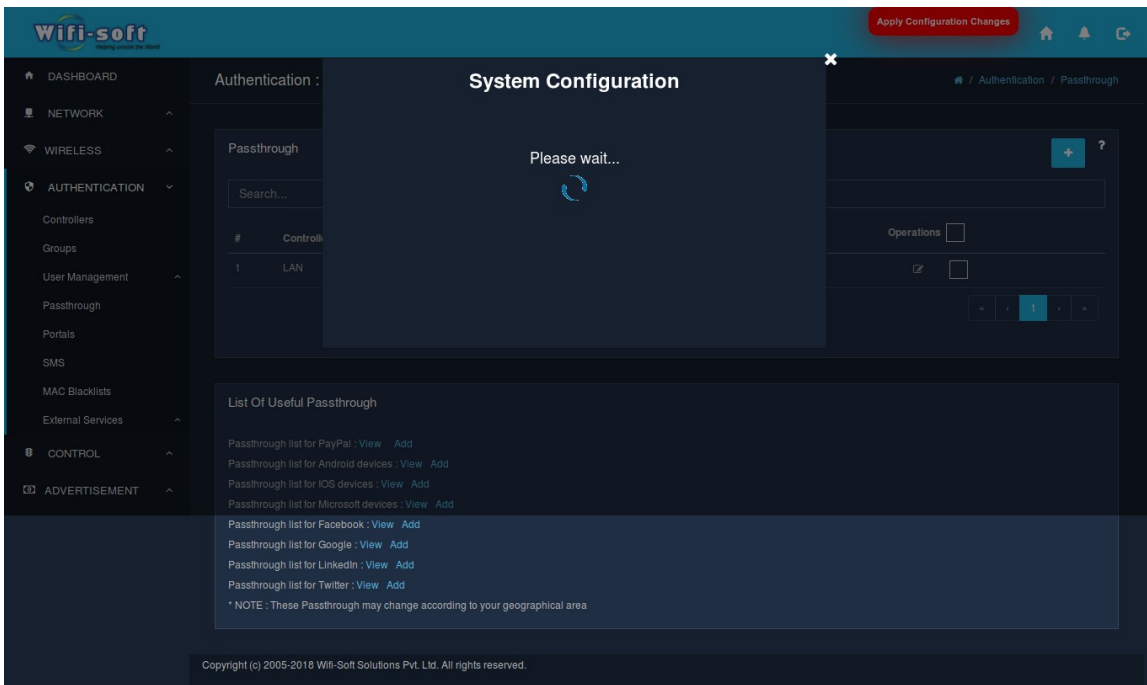 Wifi-soft
Helping unwire the World
Apply Configuration Changes
DASHBOARD
NETWORK
WIRELESS
AUTHENTICATION
Controllers
Groups
User Management
Passthrough
Portals
SMS
MAC Blacklists
External Services
CONTROL
ADVERTISEMENT
Authentication :
/ Authentication / Passthrough
System Configuration
Please wait...
Passthrough
+ ?
Search...
# Controll Operations
1 LAN
« ‹ 1 › »
List Of Useful Passthrough
Passthrough list for PayPal : View Add
Passthrough list for Android devices : View Add
Passthrough list for IOS devices : View Add
Passthrough list for Microsoft devices : View Add
Passthrough list for Facebook : View Add
Passthrough list for Google : View Add
Passthrough list for LinkedIn : View Add
Passthrough list for Twitter : View Add
* NOTE : These Passthrough may change according to your geographical area
Copyright (c) 2005-2018 Wifi-Soft Solutions Pvt. Ltd. All rights reserved.